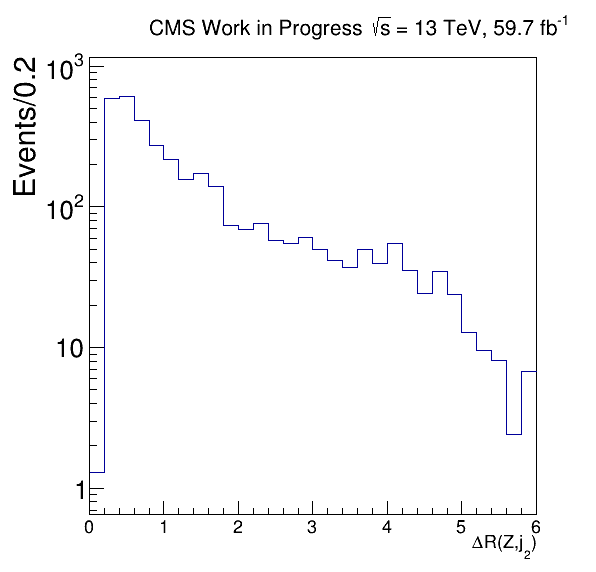 CMS Work in Progress √s = 13 TeV, 59.7 fb⁻¹
Events/0.2
10³
10²
10
1
0 1 2 3 4 5 6
ΔR(Z,j₂)